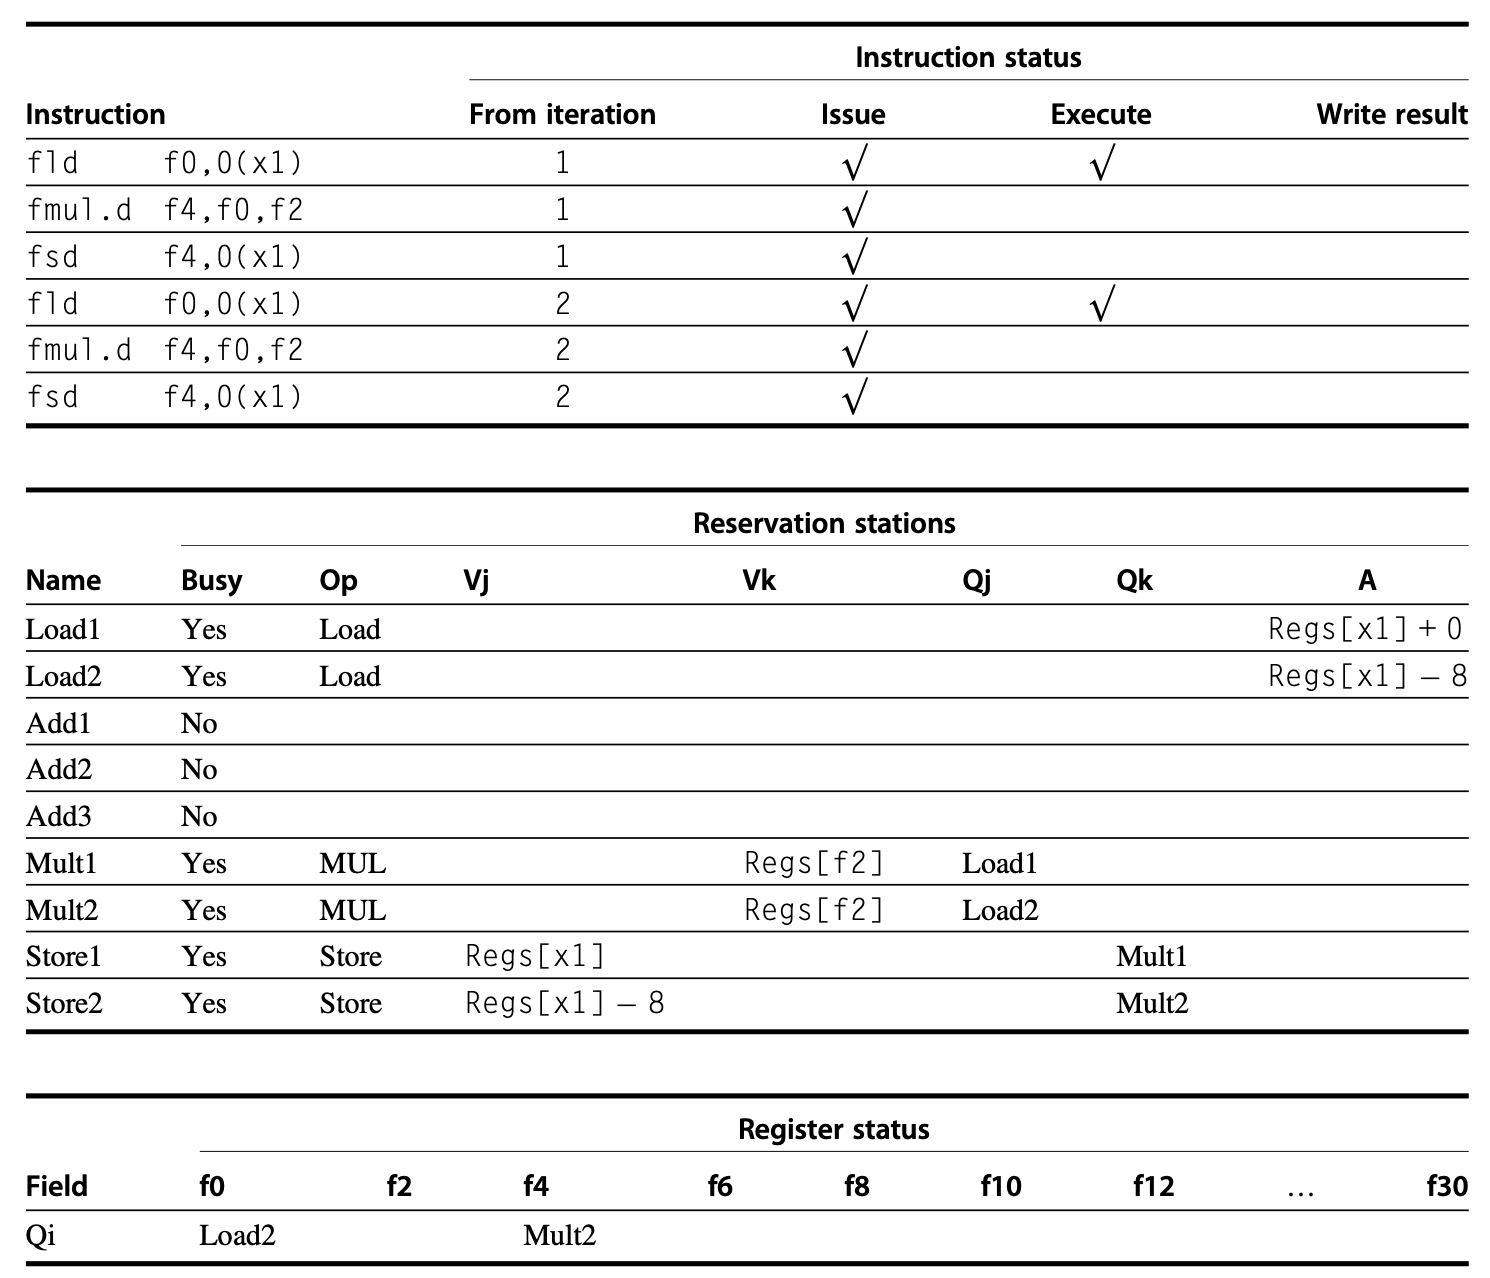 Instruction status
Instruction From iteration Issue Execute Write result
fld f0,0(x1) 1 √ √
fmul.d f4,f0,f2 1 √
fsd f4,0(x1) 1 √
fld f0,0(x1) 2 √ √
fmul.d f4,f0,f2 2 √
fsd f4,0(x1) 2 √
Reservation stations
Name Busy Op Vj Vk Qj Qk A
Load1 Yes Load Regs[x1] + 0
Load2 Yes Load Regs[x1] − 8
Add1 No
Add2 No
Add3 No
Mult1 Yes MUL Regs[f2] Load1
Mult2 Yes MUL Regs[f2] Load2
Store1 Yes Store Regs[x1] Mult1
Store2 Yes Store Regs[x1] − 8 Mult2
Register status
Field f0 f2 f4 f6 f8 f10 f12 … f30
Qi Load2 Mult2